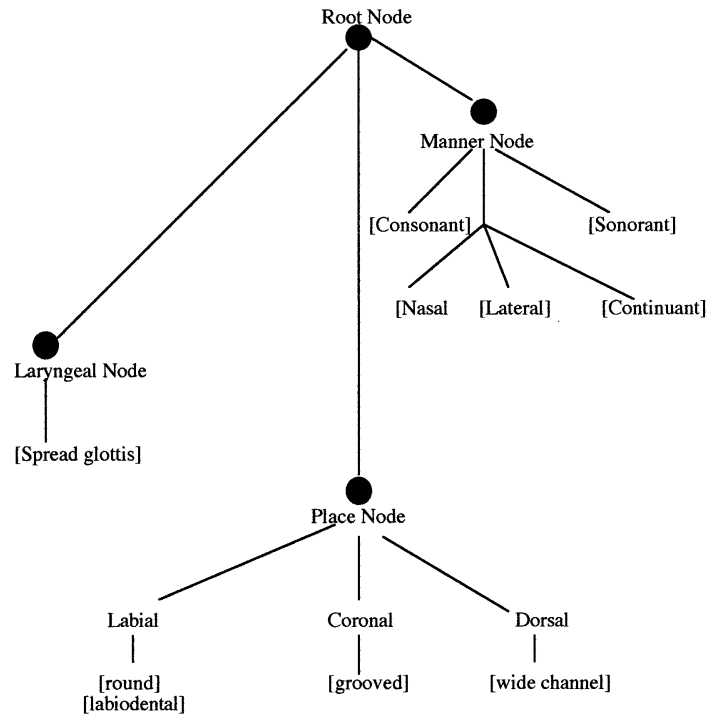 Root Node
Manner Node
[Consonant]
[Sonorant]
[Nasal
[Lateral]
[Continuant]
Laryngeal Node
[Spread glottis]
Place Node
Labial
Coronal
Dorsal
[round]
[labiodental]
[grooved]
[wide channel]